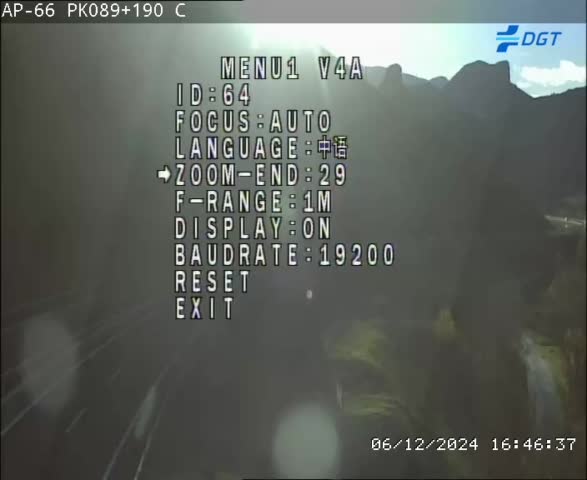 AP-66 PK089+190 C
DGT
MENU1 V4A
ID:64
FOCUS:AUTO
LANGUAGE:中语
ZOOM-END:29
F-RANGE:1M
DISPLAY:ON
BAUDRATE:19200
RESET
EXIT
06/12/2024 16:46:37